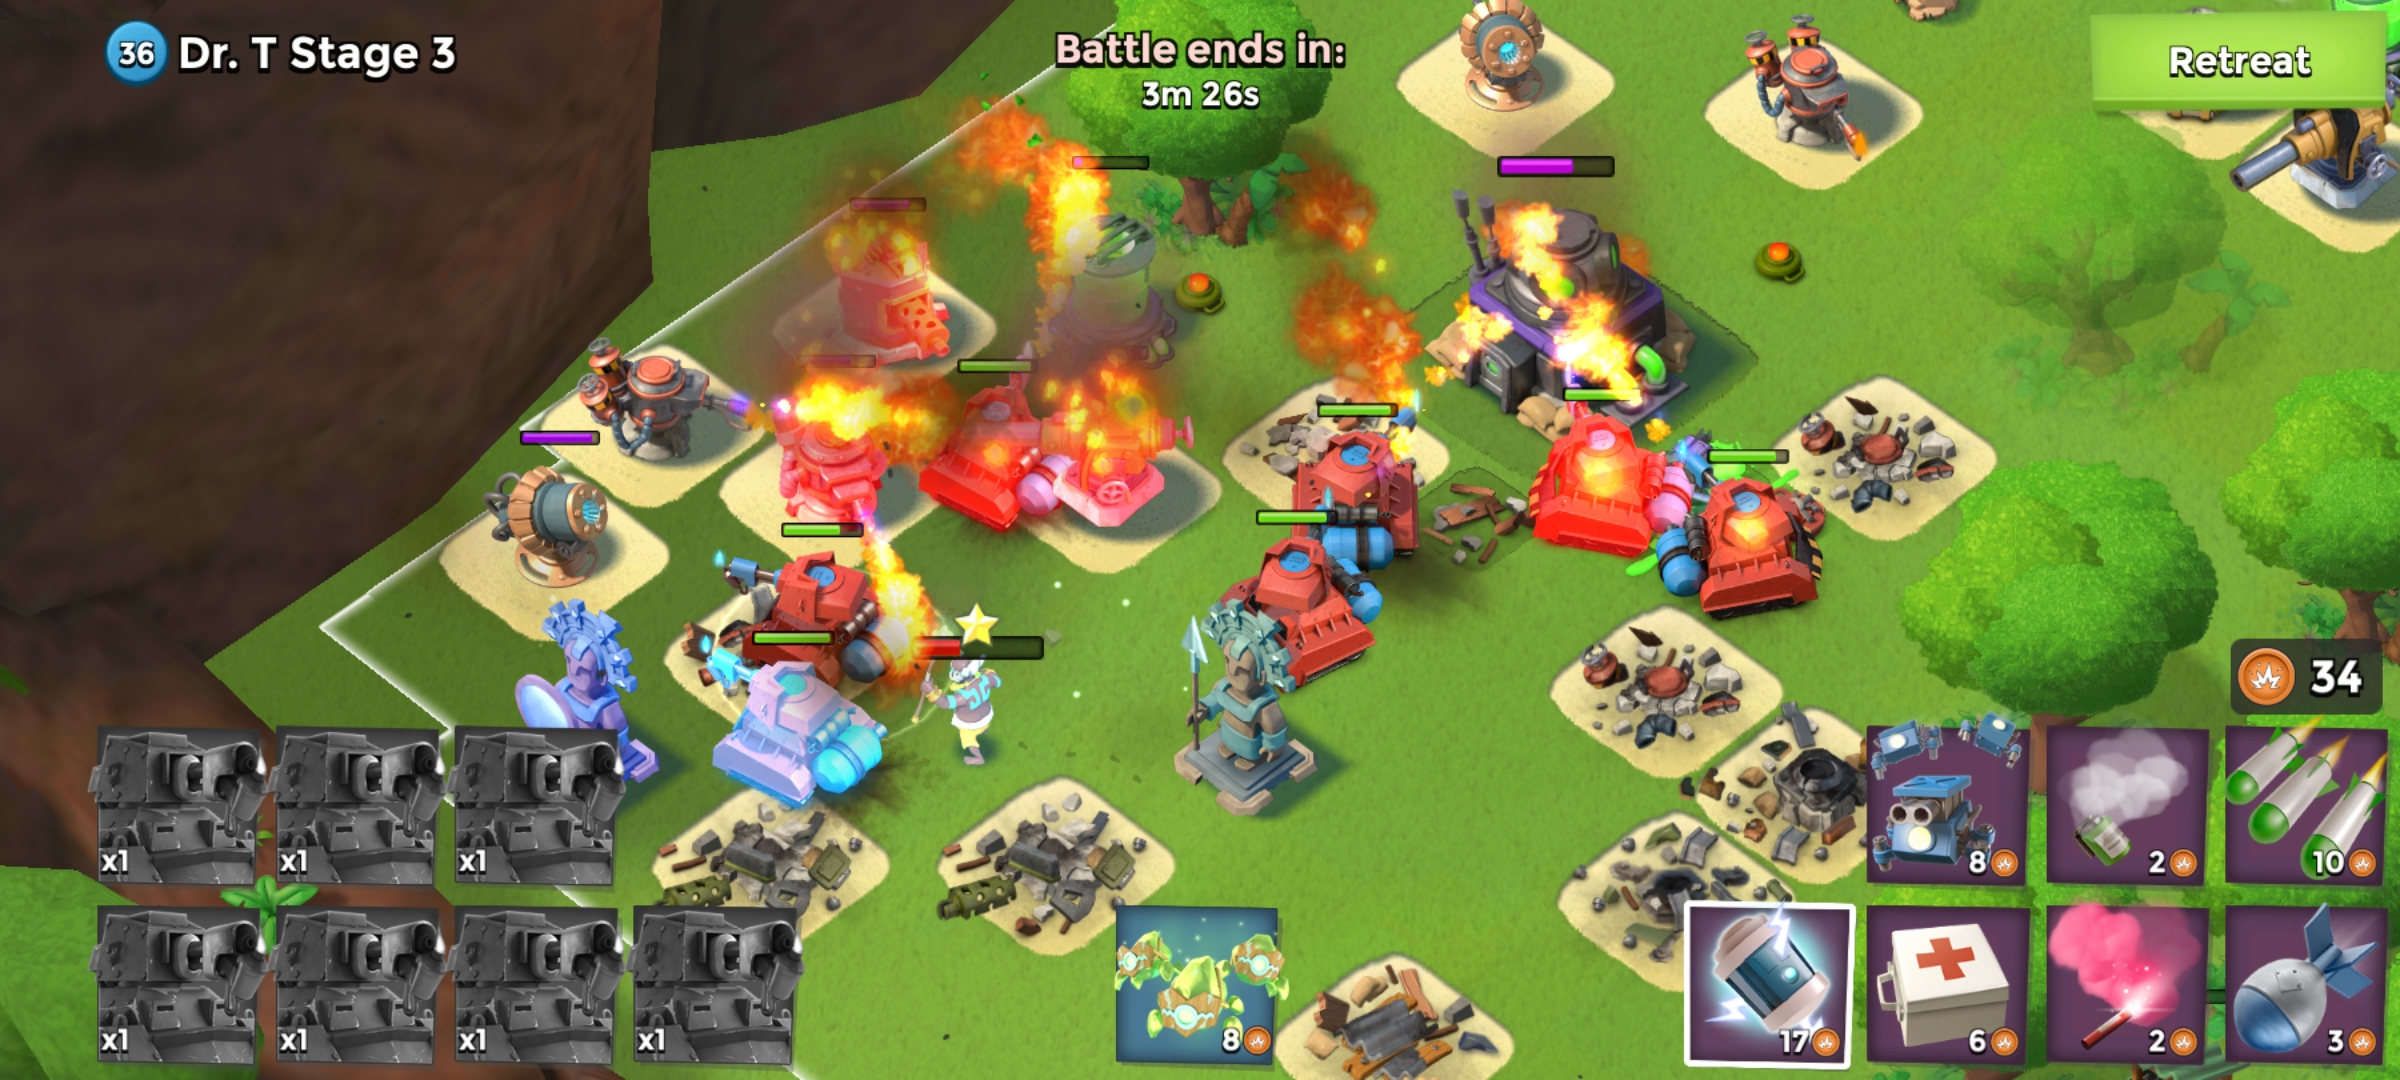 36 Dr. T Stage 3
Battle ends in:
3m 26s
Retreat
34
x1 x1 x1
8 2 10
x1 x1 x1 x1
8 17 6 2 3